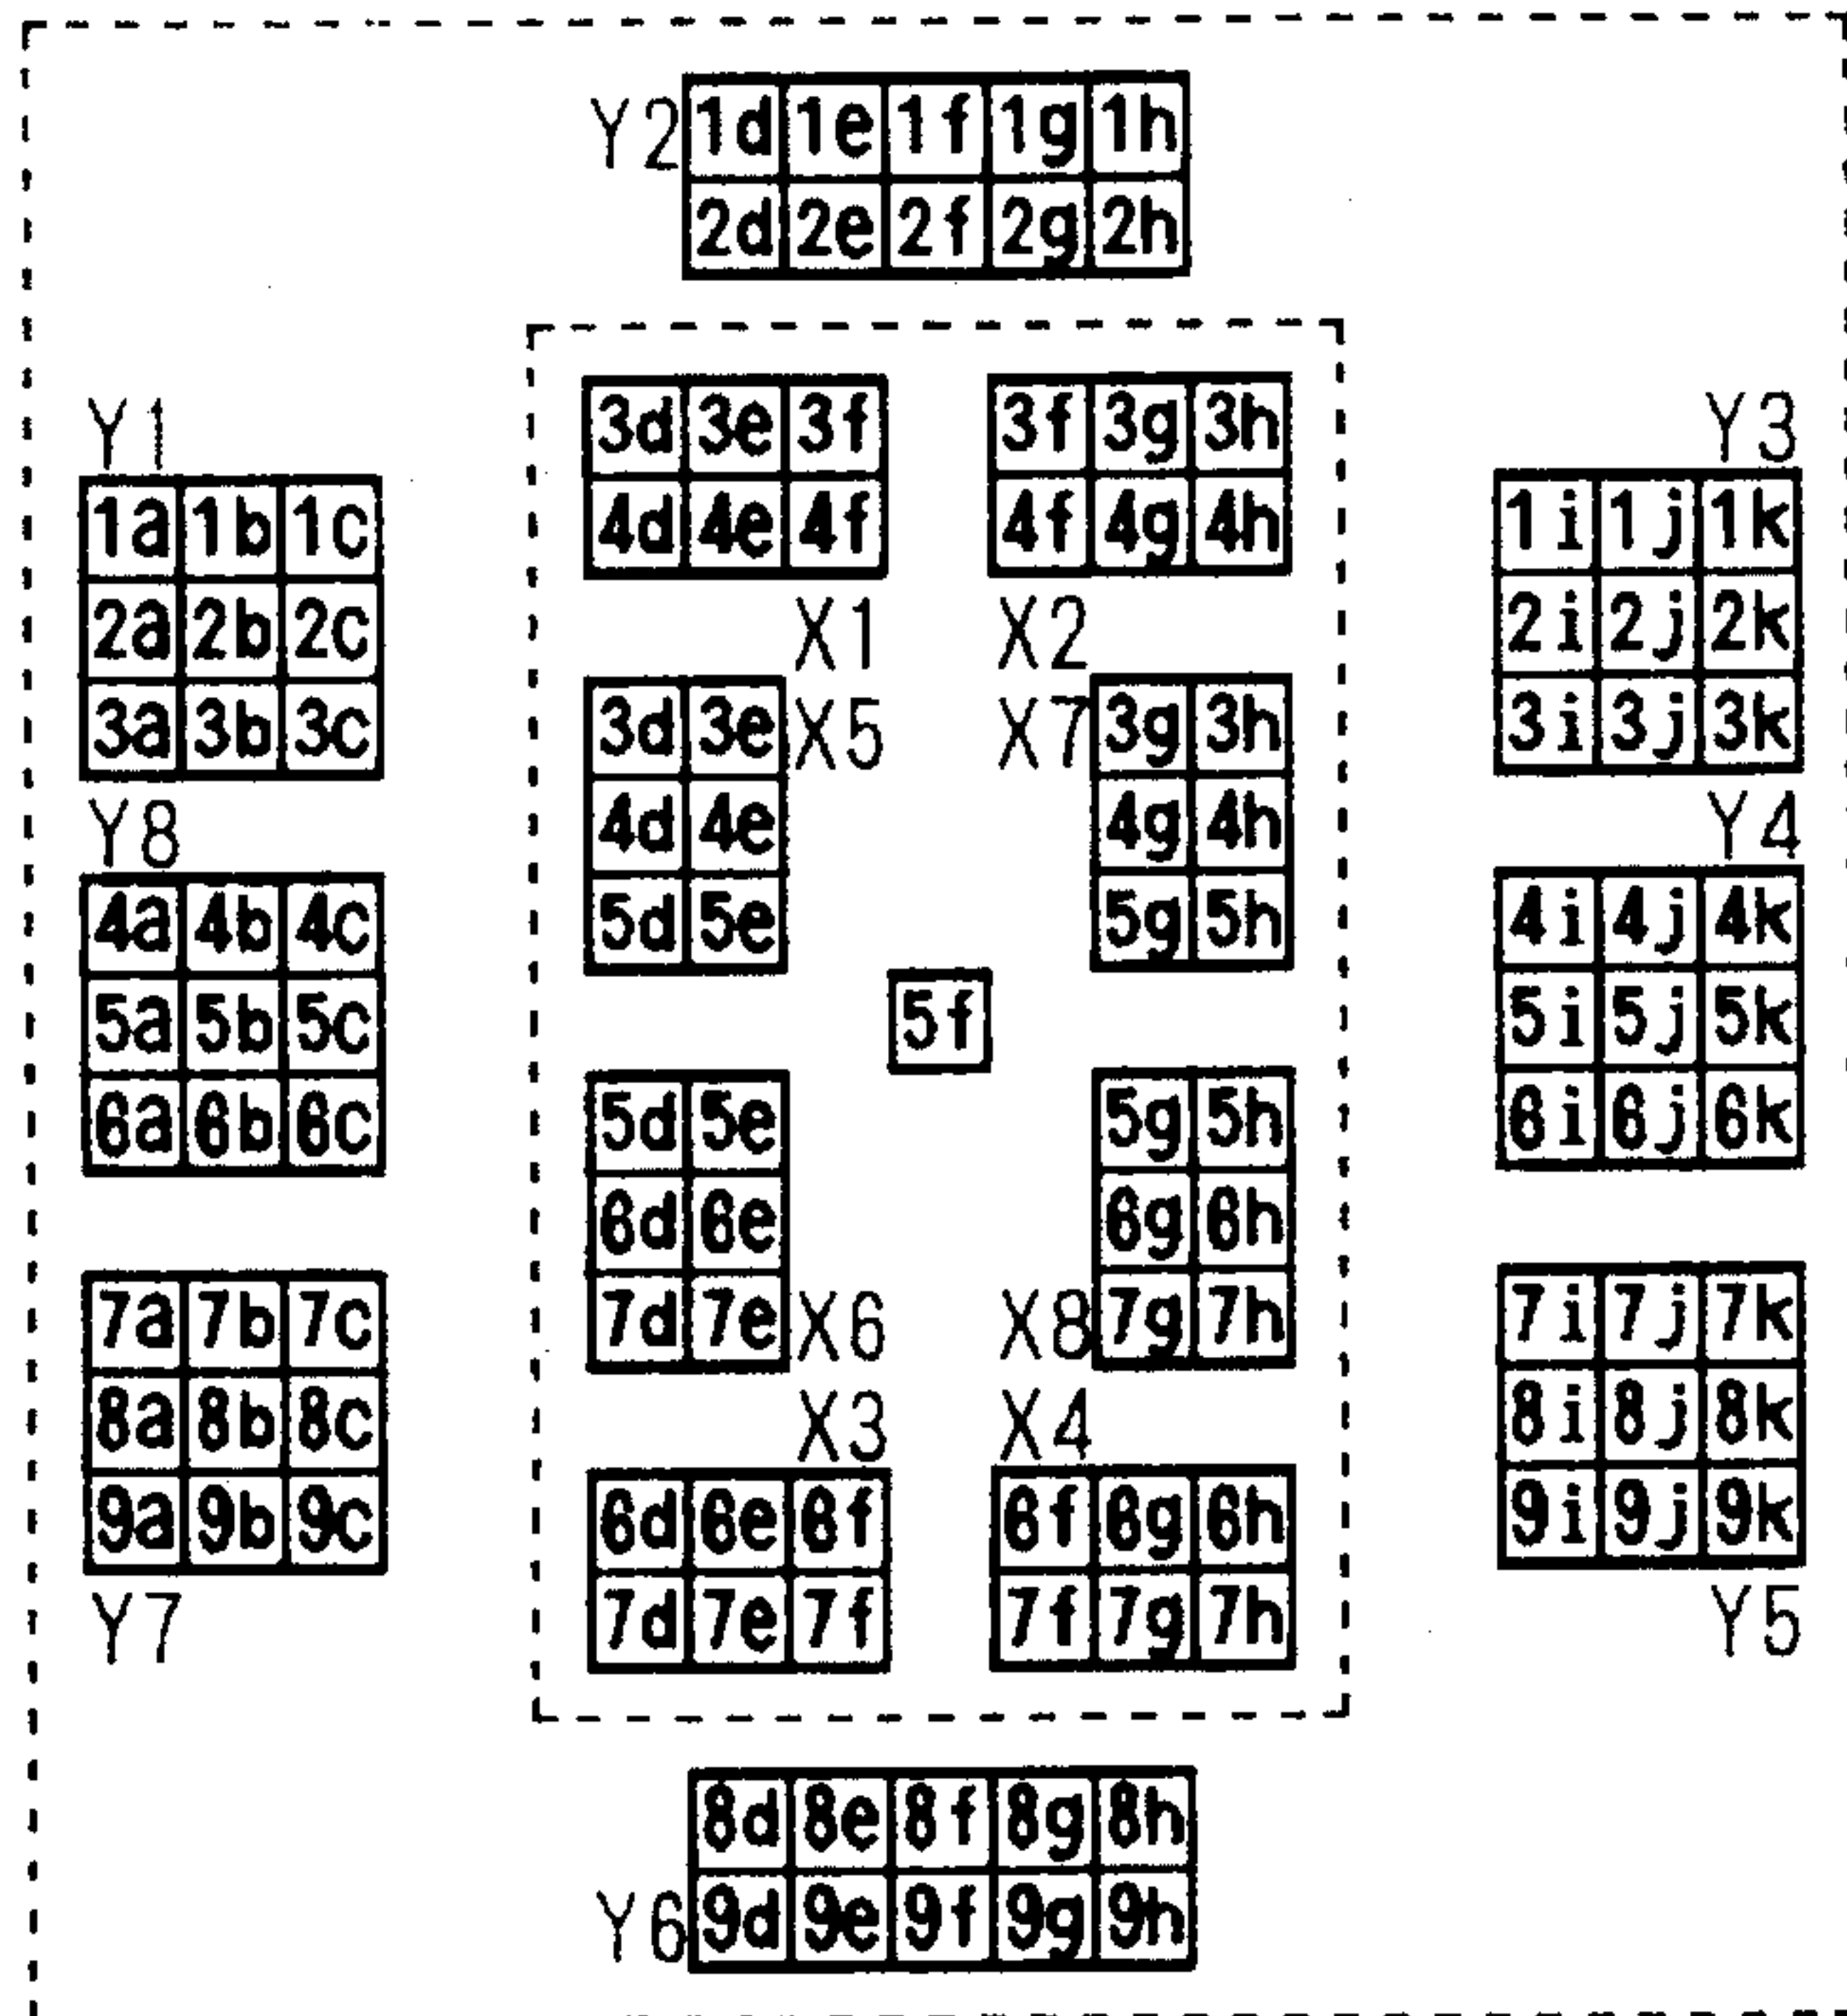 Y2
1d 1e 1f 1g 1h
2d 2e 2f 2g 2h
Y1
1a 1b 1c
2a 2b 2c
3a 3b 3c
Y8
4a 4b 4c
5a 5b 5c
6a 6b 6c
7a 7b 7c
8a 8b 8c
9a 9b 9c
Y7
3d 3e 3f
4d 4e 4f
X1
3f 3g 3h
4f 4g 4h
X2
3d 3e X5
4d 4e
5d 5e
X7 3g 3h
4g 4h
5g 5h
5f
5d 5e
6d 6e
7d 7e X6
5g 5h
6g 6h
X8 7g 7h
X3
6d 6e 6f
7d 7e 7f
X4
6f 6g 6h
7f 7g 7h
Y3
1i 1j 1k
2i 2j 2k
3i 3j 3k
Y4
4i 4j 4k
5i 5j 5k
6i 6j 6k
7i 7j 7k
8i 8j 8k
9i 9j 9k
Y5
8d 8e 8f 8g 8h
Y6 9d 9e 9f 9g 9h